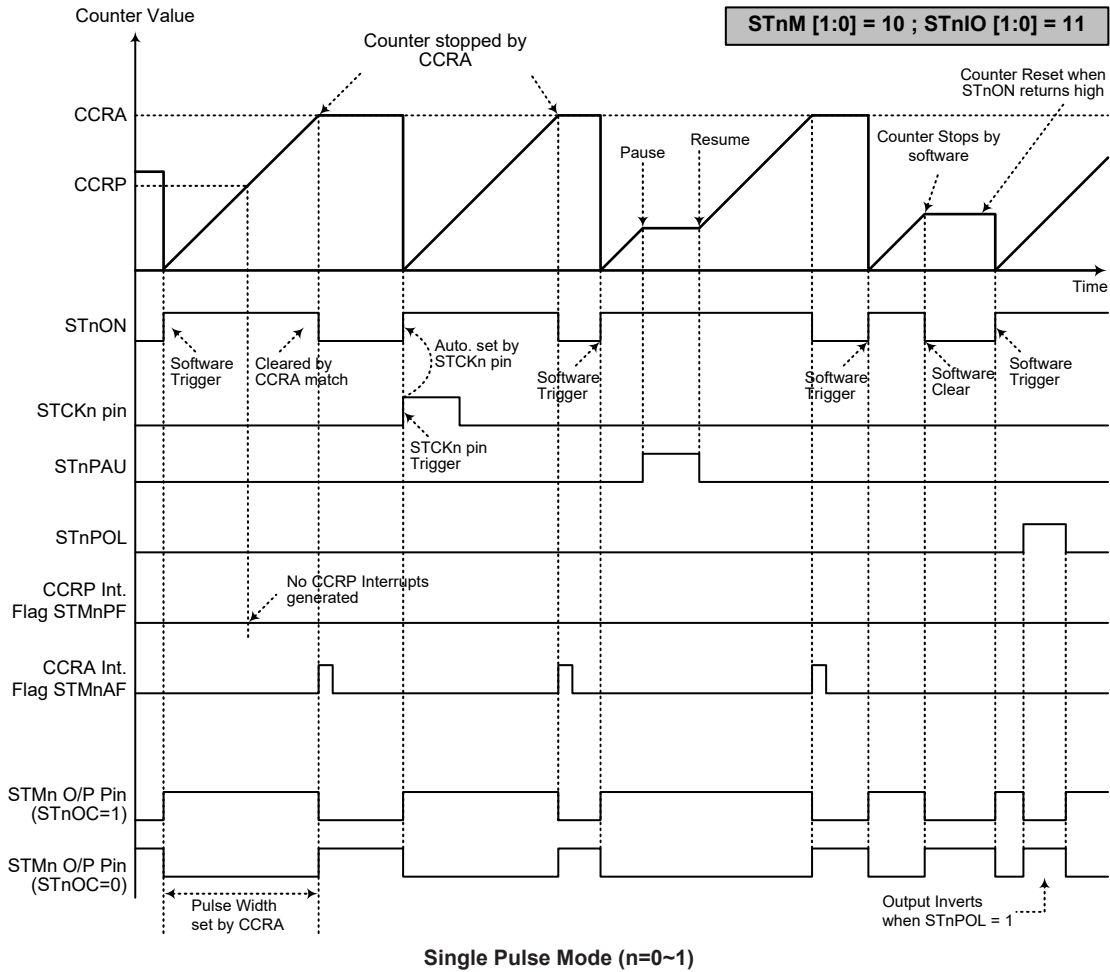 Counter Value
STnM [1:0] = 10 ; STnIO [1:0] = 11
Counter stopped by
CCRA
Counter Reset when
STnON returns high
CCRA
Pause
Resume
Counter Stops by
software
CCRP
Time
STnON
Software
Trigger
Cleared by
CCRA match
Auto. set by
STCKn pin
Software
Trigger
Software
Trigger
Software
Clear
Software
Trigger
STCKn pin
STCKn pin
Trigger
STnPAU
STnPOL
CCRP Int.
Flag STMnPF
No CCRP Interrupts
generated
CCRA Int.
Flag STMnAF
STMn O/P Pin
(STnOC=1)
STMn O/P Pin
(STnOC=0)
Pulse Width
set by CCRA
Output Inverts
when STnPOL = 1
Single Pulse Mode (n=0~1)